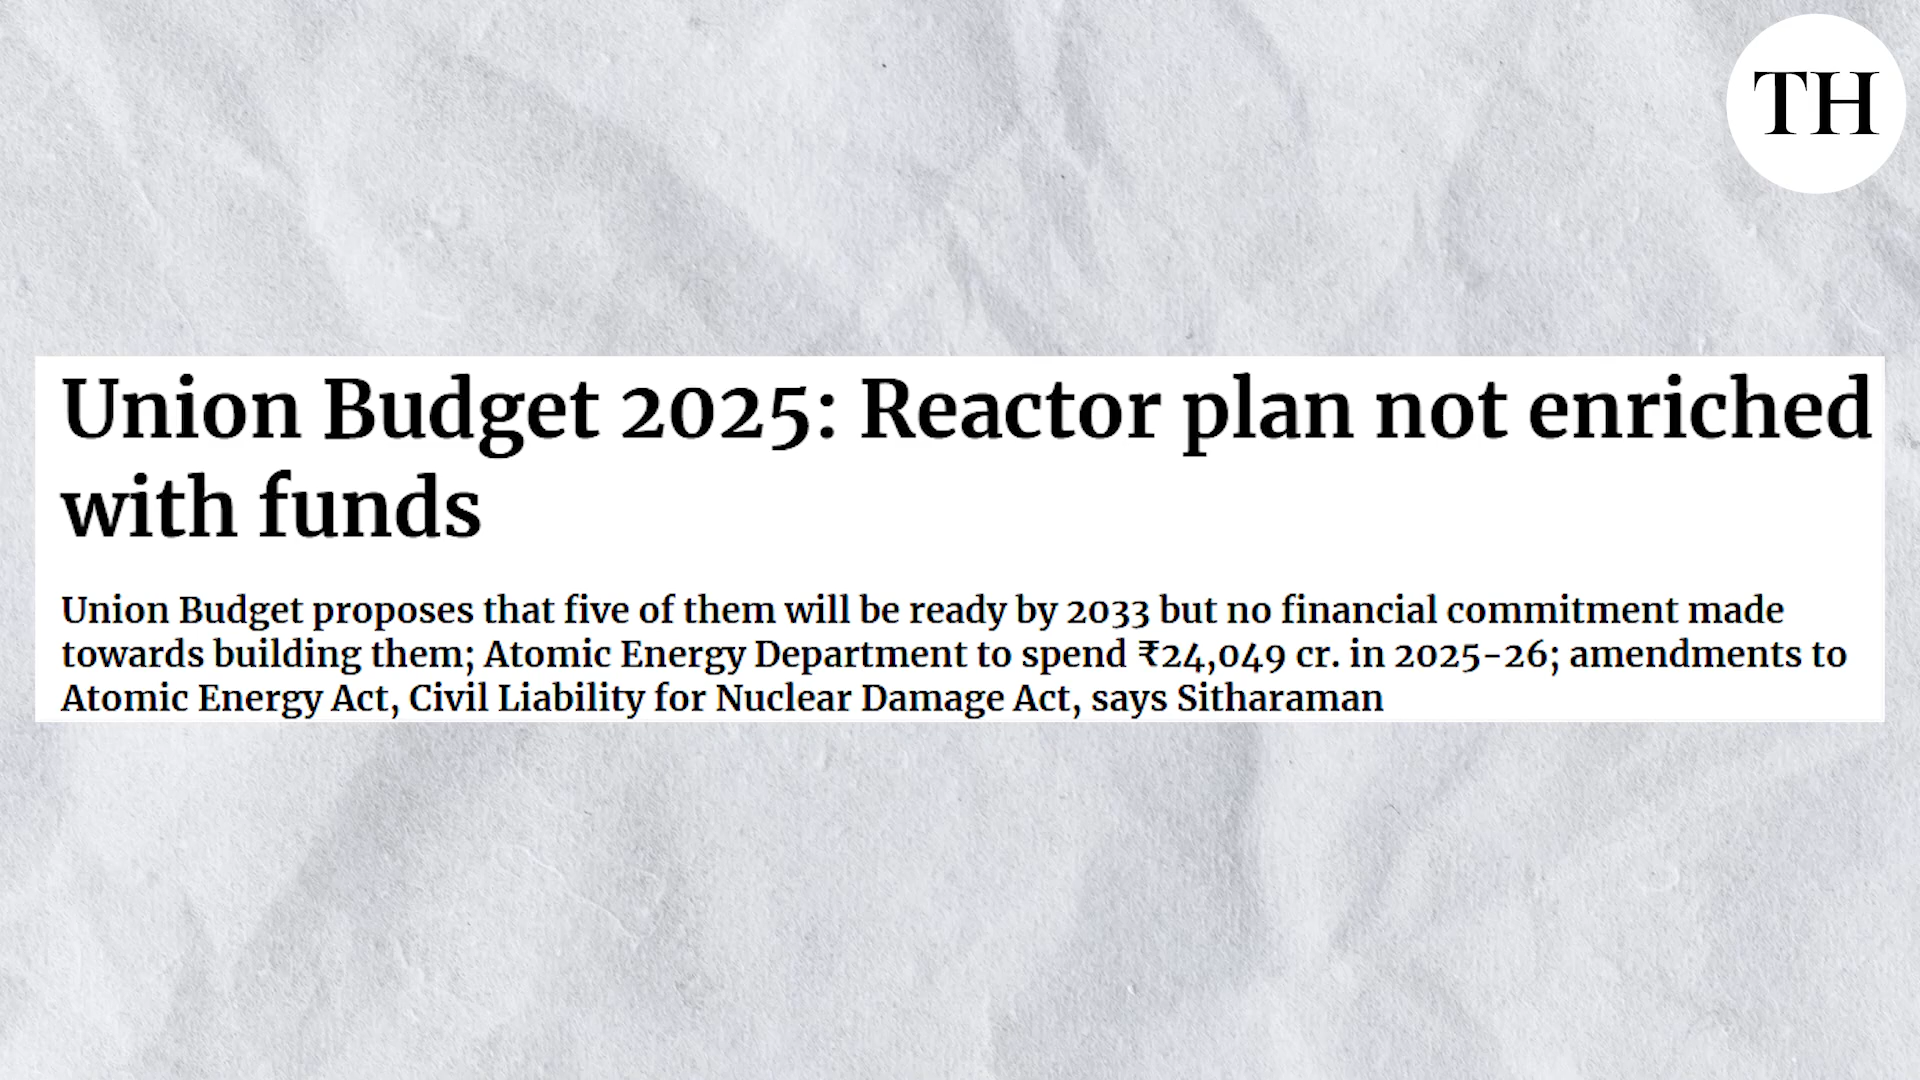 TH
Union Budget 2025: Reactor plan not enriched
with funds
Union Budget proposes that five of them will be ready by 2033 but no financial commitment made
towards building them; Atomic Energy Department to spend ₹24,049 cr. in 2025-26; amendments to
Atomic Energy Act, Civil Liability for Nuclear Damage Act, says Sitharaman